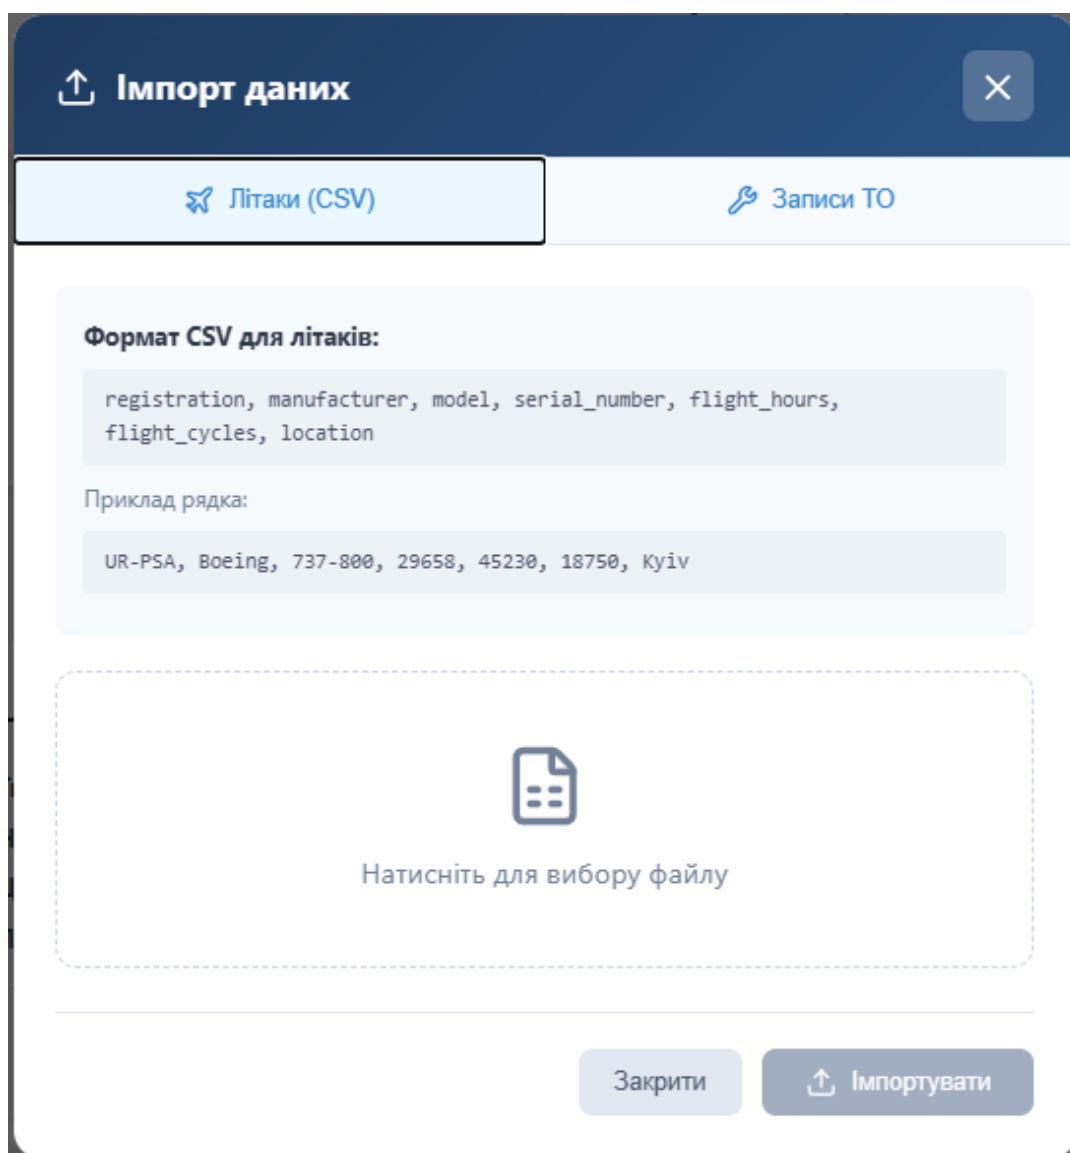 Імпорт даних
Літаки (CSV)
Записи ТО
Формат CSV для літаків:
registration, manufacturer, model, serial_number, flight_hours,
flight_cycles, location
Приклад рядка:
UR-PSA, Boeing, 737-800, 29658, 45230, 18750, Kyiv
Натисніть для вибору файлу
Закрити
Імпортувати